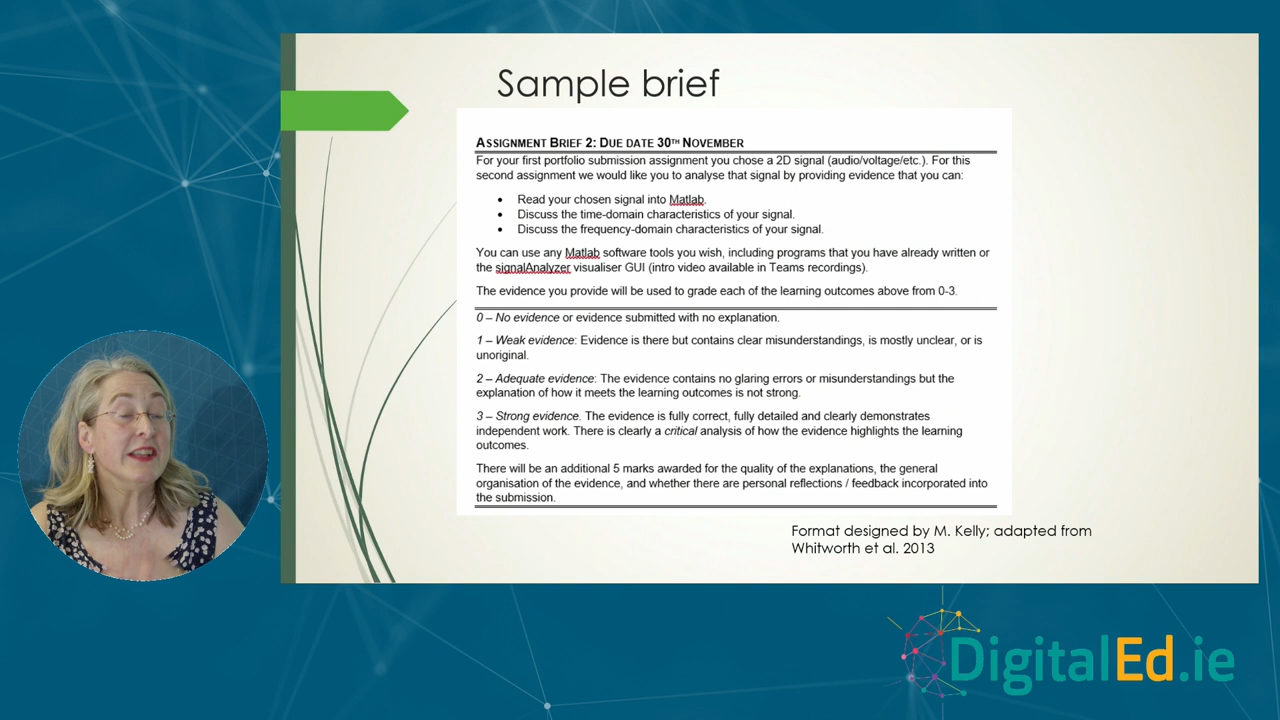 Sample brief
ASSIGNMENT BRIEF 2: DUE DATE 30TH NOVEMBER
For your first portfolio submission assignment you chose a 2D signal (audio/voltage/etc.). For this
second assignment we would like you to analyse that signal by providing evidence that you can:
• Read your chosen signal into Matlab.
• Discuss the time-domain characteristics of your signal.
• Discuss the frequency-domain characteristics of your signal.
You can use any Matlab software tools you wish, including programs that you have already written or
the signalAnalyzer visualiser GUI (intro video available in Teams recordings).
The evidence you provide will be used to grade each of the learning outcomes above from 0-3.
0 – No evidence or evidence submitted with no explanation.
1 – Weak evidence: Evidence is there but contains clear misunderstandings, is mostly unclear, or is
unoriginal.
2 – Adequate evidence: The evidence contains no glaring errors or misunderstandings but the
explanation of how it meets the learning outcomes is not strong.
3 – Strong evidence. The evidence is fully correct, fully detailed and clearly demonstrates
independent work. There is clearly a critical analysis of how the evidence highlights the learning
outcomes.
There will be an additional 5 marks awarded for the quality of the explanations, the general
organisation of the evidence, and whether there are personal reflections / feedback incorporated into
the submission.
Format designed by M. Kelly; adapted from
Whitworth et al. 2013
DigitalEd.ie